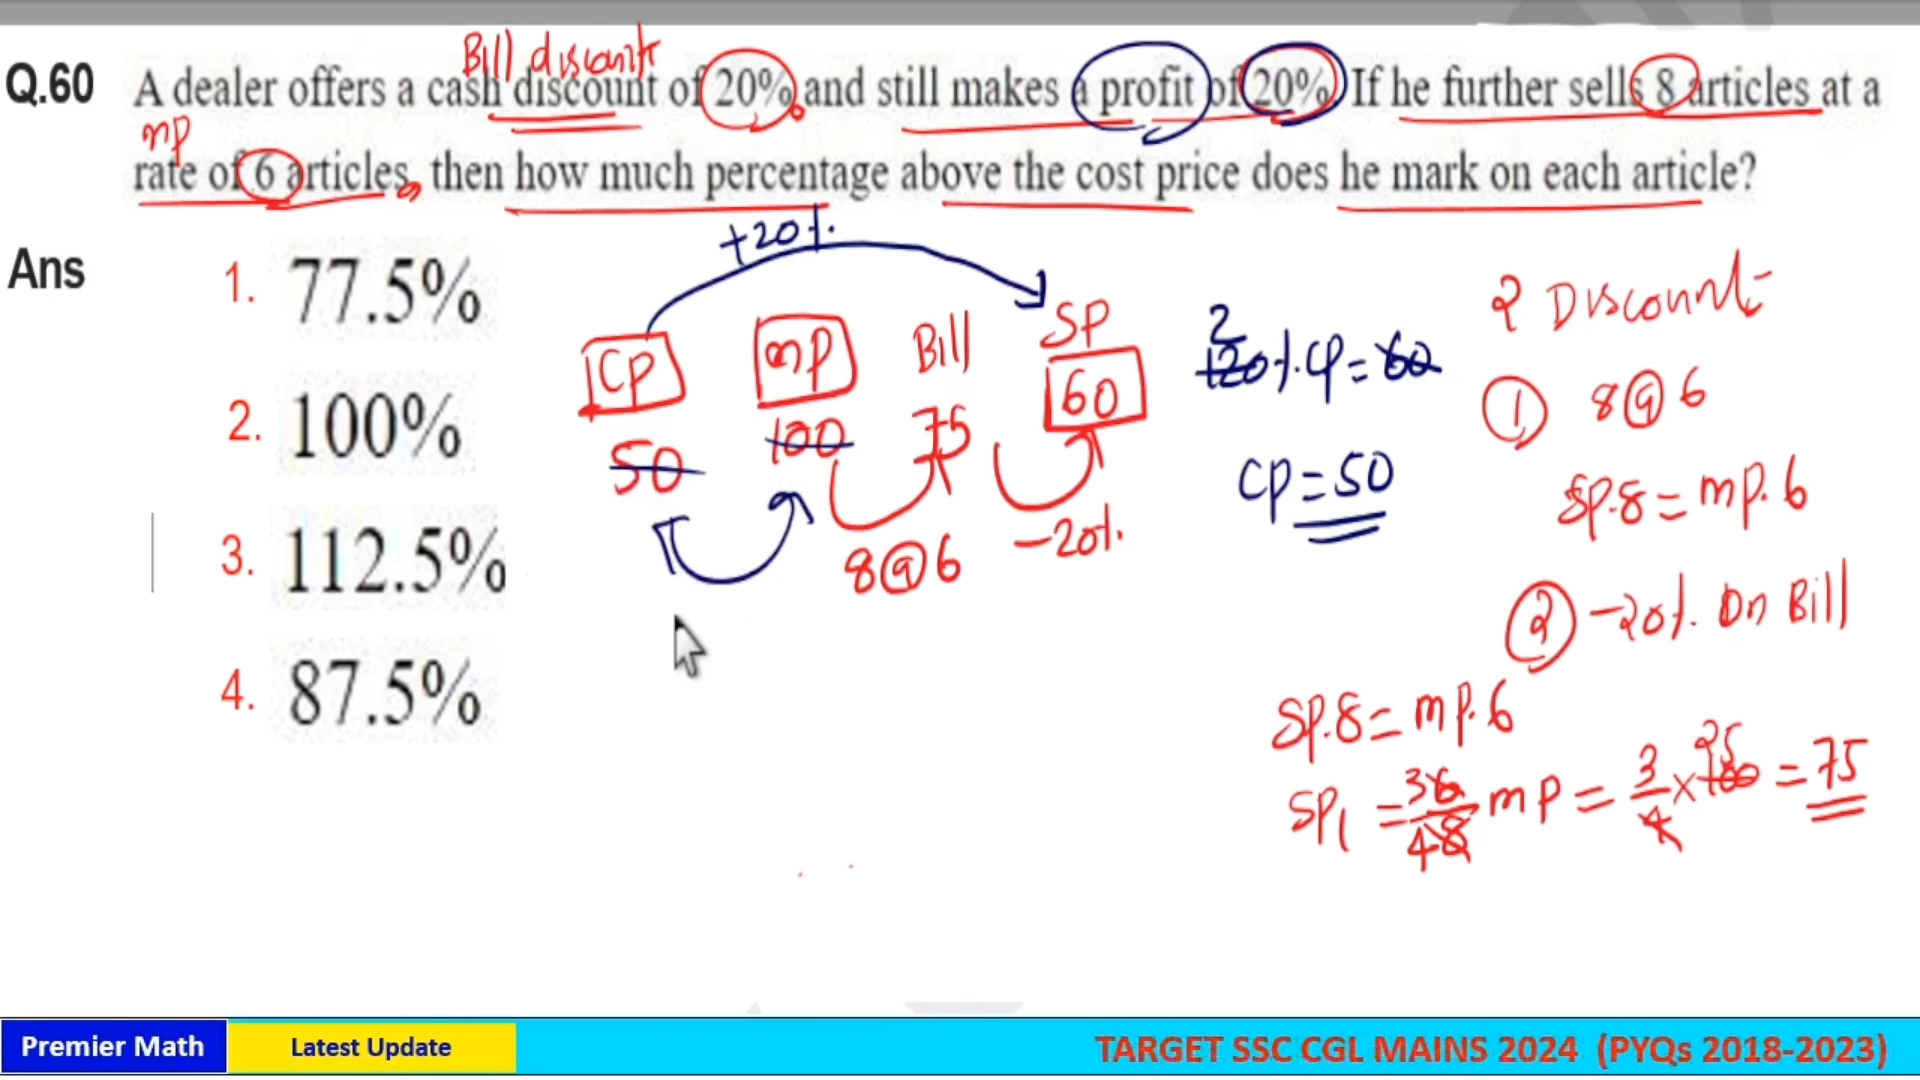 Bill discount
Q.60 A dealer offers a cash discount of 20% and still makes a profit of 20% If he further sells 8 articles at a
mp
rate of 6 articles, then how much percentage above the cost price does he mark on each article?
+20%.
Ans
1. 77.5%
2. 100%
3. 112.5%
4. 87.5%
CP mp Bill SP
50 100 75 60
8@6 -20%.
2
120%.CP=60
CP=50
2 Discount-
1 8@6
SP.8=mp.6
2 -20%. On Bill
SP.8=mp.6
SP1 = 36/48 mp = 3/4 x 25 100 = 75
Premier Math Latest Update TARGET SSC CGL MAINS 2024 (PYQs 2018-2023)